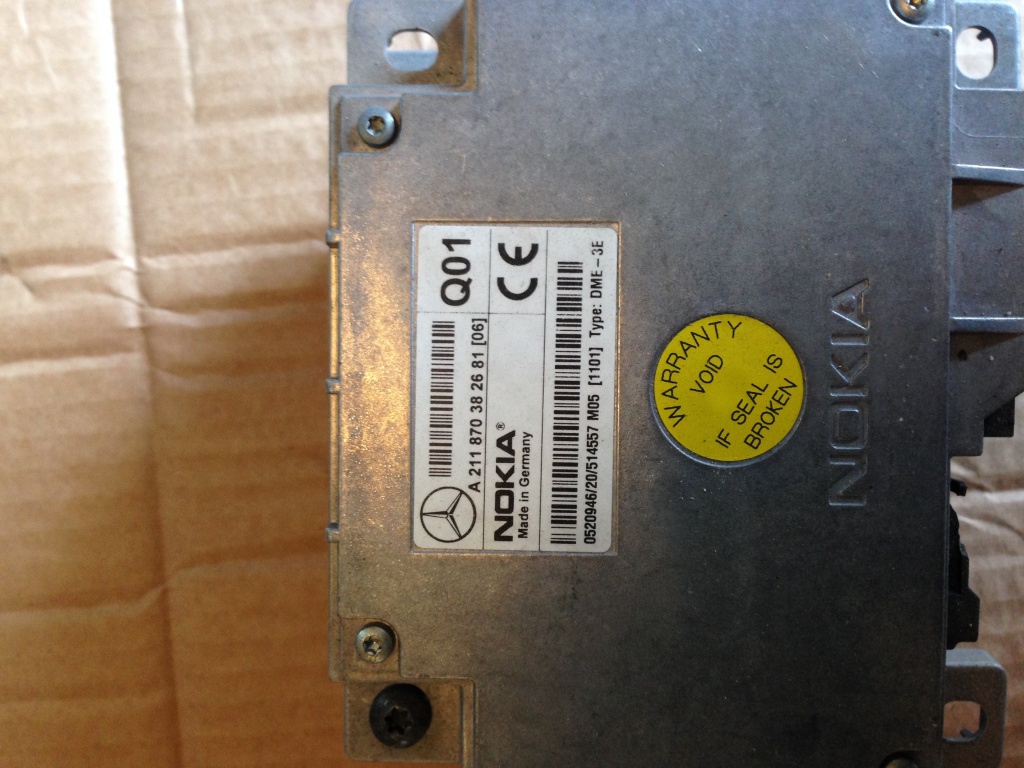 Q01
A 211 870 38 26 81 [06]
NOKIA®
Made in Germany
CE
0520946/20/514557 M05 [1101] Type: DME - 3E
WARRANTY
VOID
IF SEAL IS
BROKEN
NOKIA